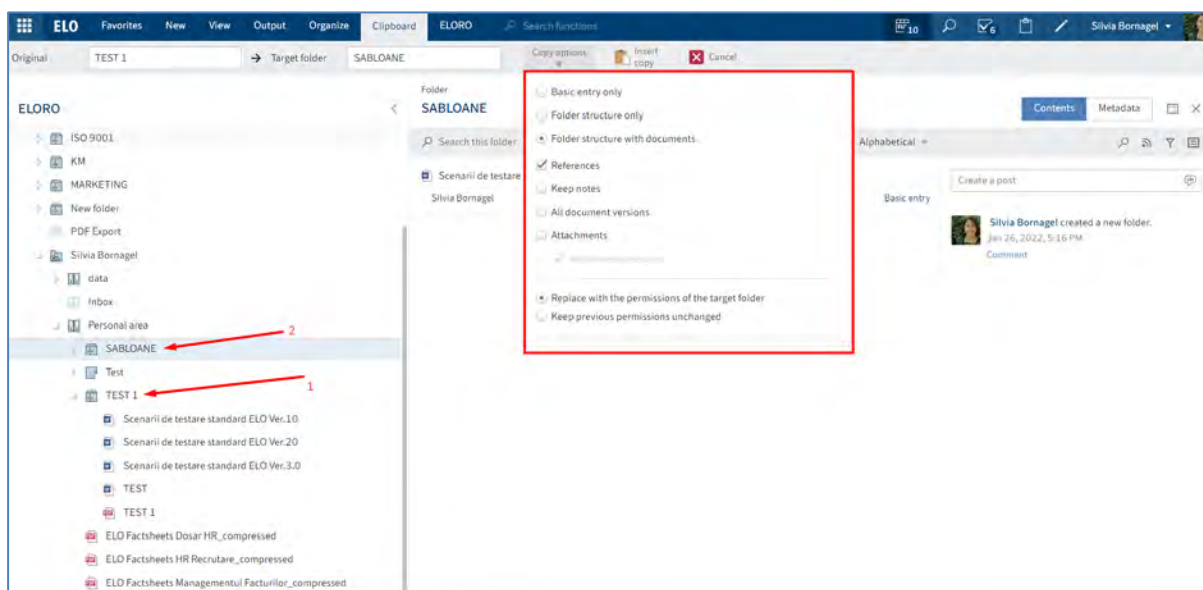 ELO Favorites New View Output Organize Clipboard ELORO Search functions 10 6 Silvia Bornagel
Original TEST 1 → Target folder SABLOANE Copy options Insert copy Cancel
ELORO
ISO 9001
KM
MARKETING
New folder
PDF Export
Silvia Bornagel
data
Inbox
Personal area
SABLOANE
2
Test
TEST 1
1
Scenarii de testare standard ELO Ver.10
Scenarii de testare standard ELO Ver.20
Scenarii de testare standard ELO Ver.3.0
TEST
TEST 1
ELO Factsheets Dosar HR_compressed
ELO Factsheets HR Recrutare_compressed
ELO Factsheets Managementul Facturilor_compressed
Folder
SABLOANE
Contents Metadata
Search this folder
Alphabetical
Scenarii de testare
Silvia Bornagel
Basic entry
Basic entry only
Folder structure only
Folder structure with documents
References
Keep notes
All document versions
Attachments
Replace with the permissions of the target folder
Keep previous permissions unchanged
Create a post
Silvia Bornagel created a new folder.
Jan 26, 2022, 5:16 PM
Comment